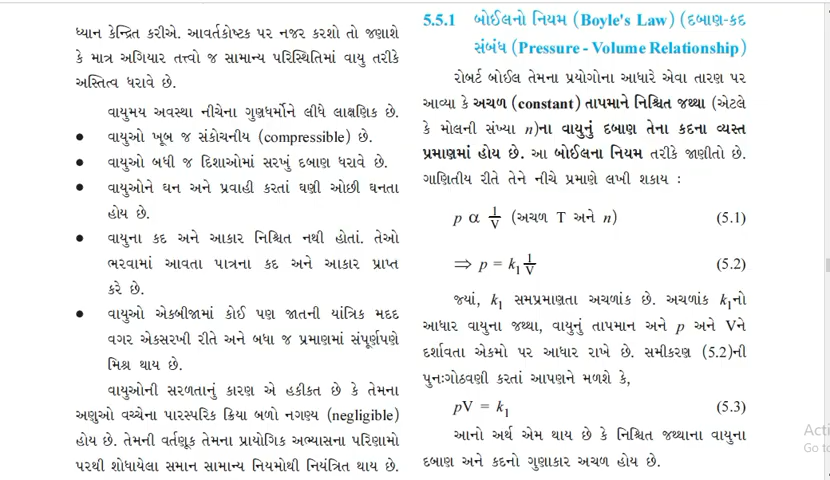 ધ્યાન કેન્દ્રિત કરીએ. આવર્તકોષ્ટક પર નજર કરશો તો જણાશે
કે માત્ર અગિયાર તત્ત્વો જ સામાન્ય પરિસ્થિતિમાં વાયુ તરીકે
અસ્તિત્વ ધરાવે છે.
વાયુમય અવસ્થા નીચેના ગુણધર્મોને લીધે લાક્ષણિક છે.
• વાયુઓ ખૂબ જ સંકોચનીય (compressible) છે.
• વાયુઓ બધી જ દિશાઓમાં સરખું દબાણ ધરાવે છે.
• વાયુઓને ઘન અને પ્રવાહી કરતાં ઘણી ઓછી ઘનતા
હોય છે.
• વાયુના કદ અને આકાર નિશ્ચિત નથી હોતાં. તેઓ
ભરવામાં આવતા પાત્રના કદ અને આકાર પ્રાપ્ત
કરે છે.
• વાયુઓ એકબીજામાં કોઈ પણ જાતની યાંત્રિક મદદ
વગર એકસરખી રીતે અને બધા જ પ્રમાણમાં સંપૂર્ણપણે
મિશ્ર થાય છે.
વાયુઓની સરળતાનું કારણ એ હકીકત છે કે તેમના
અણુઓ વચ્ચેના પારસ્પરિક ક્રિયા બળો નગણ્ય (negligible)
હોય છે. તેમની વર્તણૂક તેમના પ્રાયોગિક અભ્યાસના પરિણામો
પરથી શોધાયેલા સમાન સામાન્ય નિયમોથી નિયંત્રિત થાય છે.
5.5.1 બોઈલનો નિયમ (Boyle's Law) (દબાણ-કદ
સંબંધ (Pressure - Volume Relationship)
રોબર્ટ બોઈલ તેમના પ્રયોગોના આધારે એવા તારણ પર
આવ્યા કે અચળ (constant) તાપમાને નિશ્ચિત જથ્થા (એટલે
કે મોલની સંખ્યા n)ના વાયુનું દબાણ તેના કદના વ્યસ્ત
પ્રમાણમાં હોય છે. આ બોઈલના નિયમ તરીકે જાણીતો છે.
ગાણિતીય રીતે તેને નીચે પ્રમાણે લખી શકાય :
p α 1/V (અચળ T અને n) (5.1)
⇒ p = k₁ 1/V (5.2)
જ્યાં, k₁ સમપ્રમાણતા અચળાંક છે. અચળાંક k₁નો
આધાર વાયુના જથ્થા, વાયુનું તાપમાન અને p અને Vને
દર્શાવતા એકમો પર આધાર રાખે છે. સમીકરણ (5.2)ની
પુનઃગોઠવણી કરતાં આપણને મળશે કે,
pV = k₁ (5.3)
આનો અર્થ એમ થાય છે કે નિશ્ચિત જથ્થાના વાયુના
દબાણ અને કદનો ગુણાકાર અચળ હોય છે.
Acti
Go to